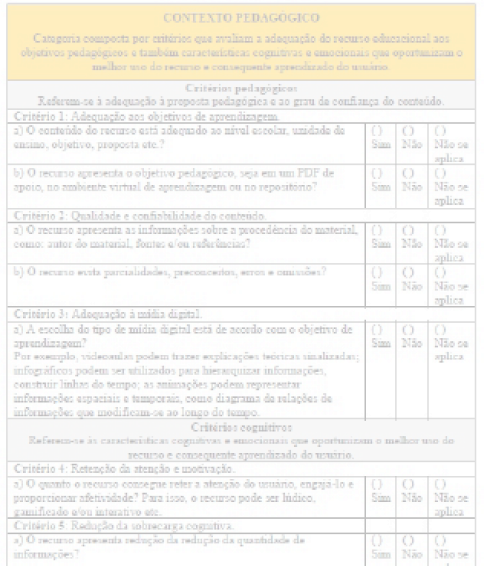 CONTEXTO PEDAGÓGICO
Categoria composta por critérios que avaliam a adequação do recurso educacional aos
objetivos pedagógicos e também características cognitivas e emocionais que oportunizam o
melhor uso do recurso e consequente aprendizado do usuário
Critérios pedagógicos
Referem-se à adequação à proposta pedagógica e ao grau de confiança do conteúdo.
Critério 1: Adequação aos objetivos de aprendizagem.
a) O conteúdo do recurso está adequado ao nível escolar, unidade de
ensino, objetivo, proposta etc.?
( ) Sim
( ) Não
( ) Não se aplica
b) O recurso apresenta o objetivo pedagógico, seja em um PDF de
apoio, no ambiente virtual de aprendizagem ou no repositório?
( ) Sim
( ) Não
( ) Não se aplica
Critério 2: Qualidade e confiabilidade do conteúdo.
a) O recurso apresenta as informações sobre a procedência do material,
como: autor do material, fontes e/ou referências?
( ) Sim
( ) Não
( ) Não se aplica
b) O recurso evita parcialidades, preconceitos, erros e omissões?
( ) Sim
( ) Não
( ) Não se aplica
Critério 3: Adequação à mídia digital.
a) A escolha do tipo de mídia digital está de acordo com o objetivo de
aprendizagem?
Por exemplo, videoaulas podem trazer explicações teóricas sinalizadas;
infográficos podem ser utilizados para hierarquizar informações,
construir linhas do tempo; as animações podem representar
informações espaciais e temporais, como diagrama de relações de
informações que modificam-se ao longo do tempo.
( ) Sim
( ) Não
( ) Não se aplica
Critérios cognitivos
Referem-se às características cognitivas e emocionais que oportunizam o melhor uso do
recurso e consequente aprendizado do usuário.
Critério 4: Retenção da atenção e motivação.
a) O quanto o recurso consegue reter a atenção do usuário, engajá-lo e
proporcionar afetividade? Para isso, o recurso pode ser lúdico,
gamificado e/ou interativo etc.
( ) Sim
( ) Não
( ) Não se aplica
Critério 5: Redução da sobrecarga cognitiva.
a) O recurso apresenta redução da redução da quantidade de
informações?
( ) Sim
( ) Não
( ) Não se